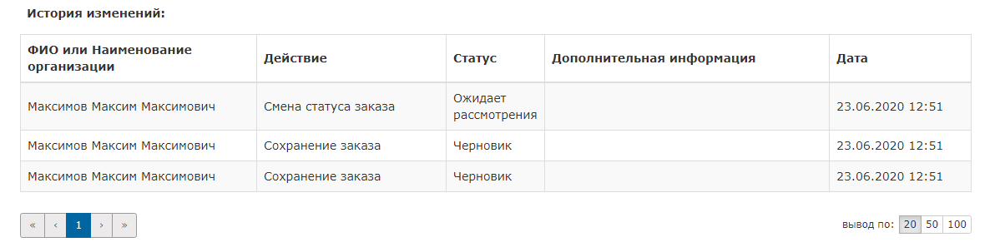 История изменений:
ФИО или Наименование
организации
Действие
Статус
Дополнительная информация
Дата
Максимов Максим Максимович
Смена статуса заказа
Ожидает
рассмотрения
23.06.2020 12:51
Максимов Максим Максимович
Сохранение заказа
Черновик
23.06.2020 12:51
Максимов Максим Максимович
Сохранение заказа
Черновик
23.06.2020 12:51
« ‹ 1 › »
вывод по: 20 50 100